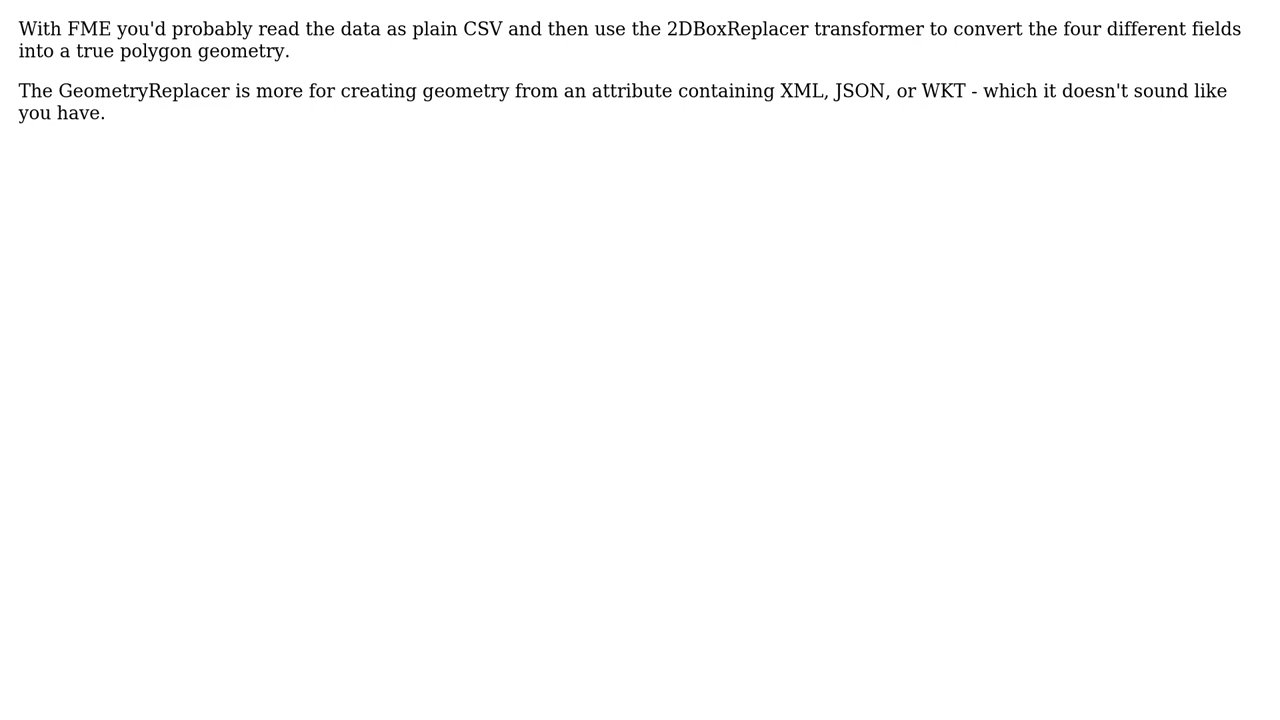 With FME you'd probably read the data as plain CSV and then use the 2DBoxReplacer transformer to convert the four different fields
into a true polygon geometry.
The GeometryReplacer is more for creating geometry from an attribute containing XML, JSON, or WKT - which it doesn't sound like
you have.